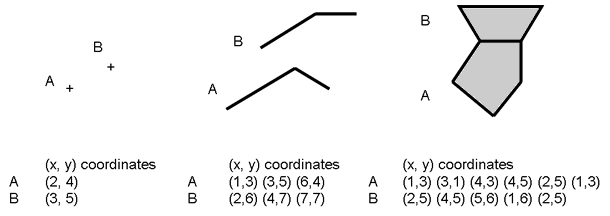 B
A
B
A
B
A
(x, y) coordinates
A (2, 4)
B (3, 5)
(x, y) coordinates
A (1,3) (3,5) (6,4)
B (2,6) (4,7) (7,7)
(x, y) coordinates
A (1,3) (3,1) (4,3) (4,5) (2,5) (1,3)
B (2,5) (4,5) (5,6) (1,6) (2,5)